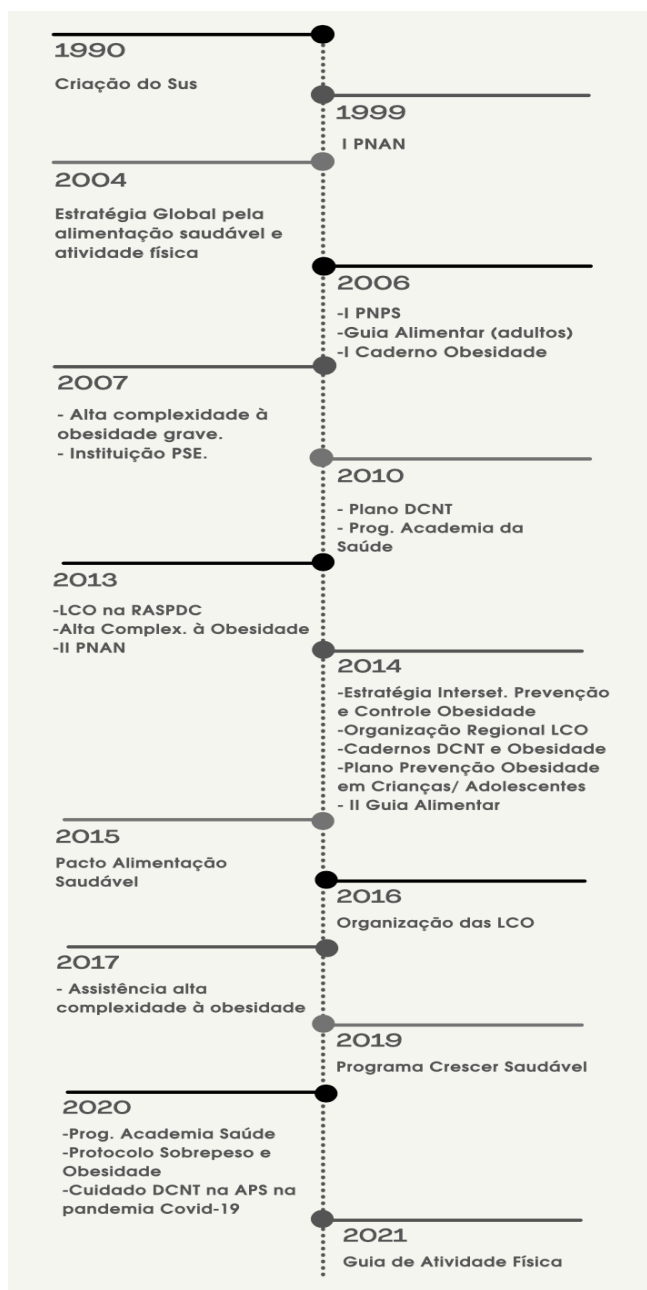 1990
Criação do Sus
1999
I PNAN
2004
Estratégia Global pela
alimentação saudável e
atividade física
2006
-I PNPS
-Guia Alimentar (adultos)
-I Caderno Obesidade
2007
- Alta complexidade à
obesidade grave.
- Instituição PSE.
2010
- Plano DCNT
- Prog. Academia da
Saúde
2013
-LCO na RASPDC
-Alta Complex. à Obesidade
-II PNAN
2014
-Estratégia Interset. Prevenção
e Controle Obesidade
-Organização Regional LCO
-Cadernos DCNT e Obesidade
-Plano Prevenção Obesidade
em Crianças/ Adolescentes
- II Guia Alimentar
2015
Pacto Alimentação
Saudável
2016
Organização das LCO
2017
- Assistência alta
complexidade à obesidade
2019
Programa Crescer Saudável
2020
-Prog. Academia Saúde
-Protocolo Sobrepeso e
Obesidade
-Cuidado DCNT na APS na
pandemia Covid-19
2021
Guia de Atividade Física